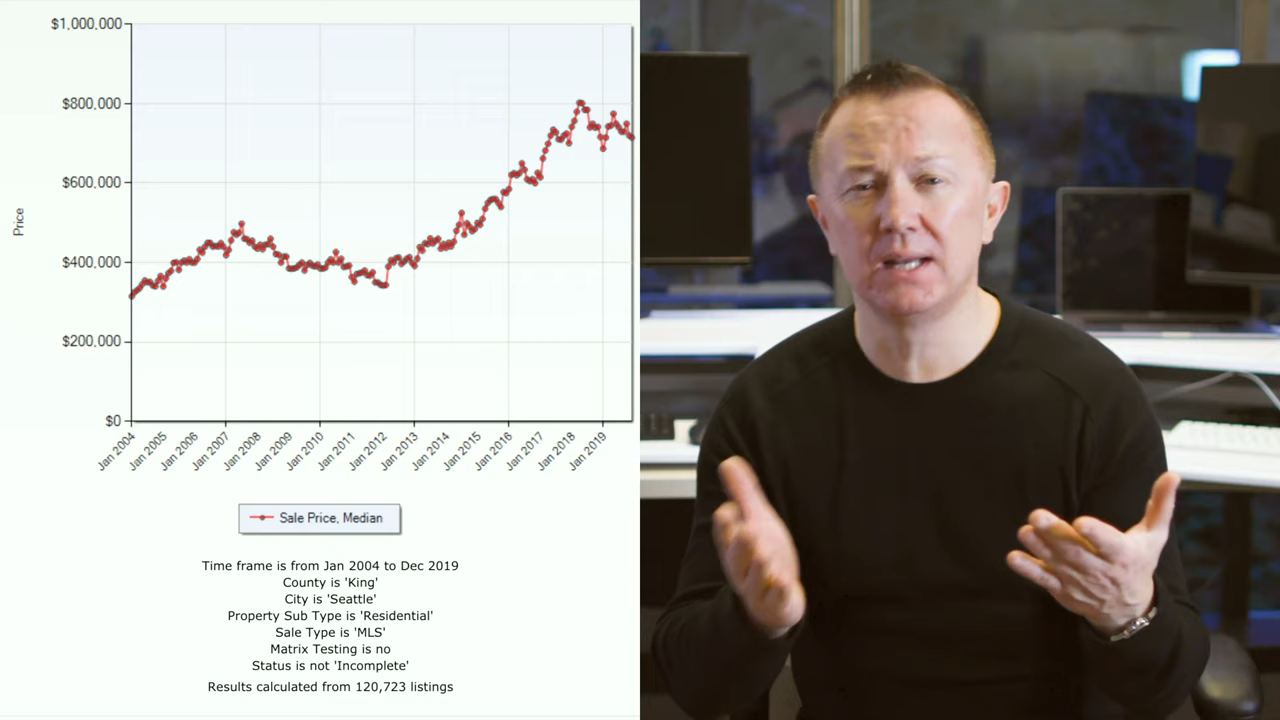 $1,000,000
$800,000
$600,000
$400,000
$200,000
$0
Price
Jan 2004
Jan 2005
Jan 2006
Jan 2007
Jan 2008
Jan 2009
Jan 2010
Jan 2011
Jan 2012
Jan 2013
Jan 2014
Jan 2015
Jan 2016
Jan 2017
Jan 2018
Jan 2019
Sale Price, Median
Time frame is from Jan 2004 to Dec 2019
County is 'King'
City is 'Seattle'
Property Sub Type is 'Residential'
Sale Type is 'MLS'
Matrix Testing is no
Status is not 'Incomplete'
Results calculated from 120,723 listings